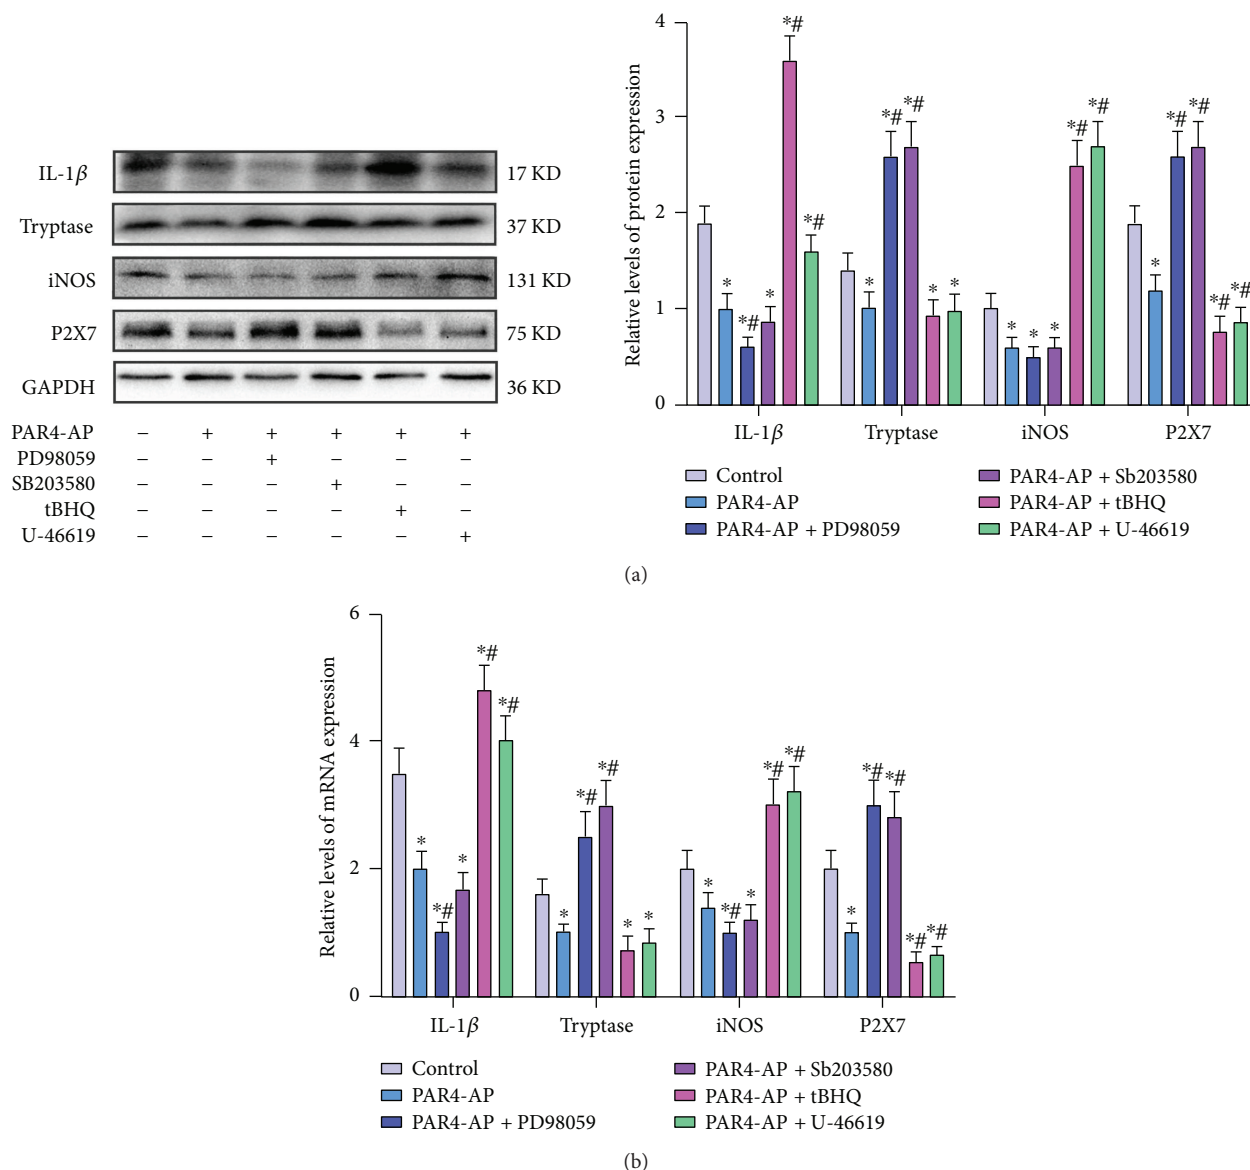 IL-1β 17 KD
Tryptase 37 KD
iNOS 131 KD
P2X7 75 KD
GAPDH 36 KD
PAR4-AP – + + + + +
PD98059 – – + – – –
SB203580 – – – + – –
tBHQ – – – – + –
U-46619 – – – – – +
Relative levels of protein expression
4
3
2
1
0
* *# * *# *#
* *# *# * *
* * * *# *#
* *# *# *# *#
IL-1β Tryptase iNOS P2X7
Control
PAR4-AP
PAR4-AP + PD98059
PAR4-AP + Sb203580
PAR4-AP + tBHQ
PAR4-AP + U-46619
(a)
Relative levels of mRNA expression
6
4
2
0
* *# * *# *#
* *# *# * *
* *# * *# *#
* *# *# *# *#
IL-1β Tryptase iNOS P2X7
Control
PAR4-AP
PAR4-AP + PD98059
PAR4-AP + Sb203580
PAR4-AP + tBHQ
PAR4-AP + U-46619
(b)